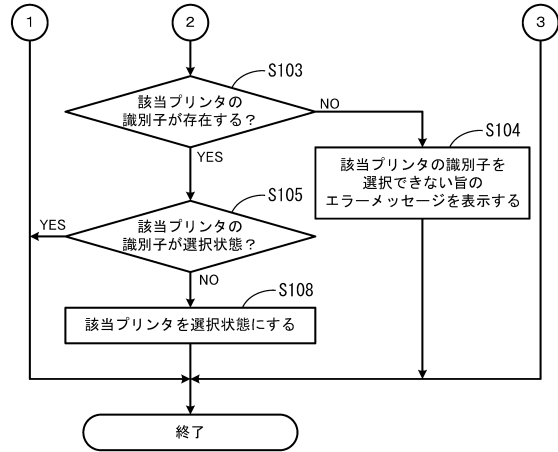 1
2
3
S103
該当プリンタの
識別子が存在する?
NO
YES
S104
該当プリンタの識別子を
選択できない旨の
エラーメッセージを表示する
S105
該当プリンタの
識別子が選択状態?
YES
NO
S108
該当プリンタを選択状態にする
終了